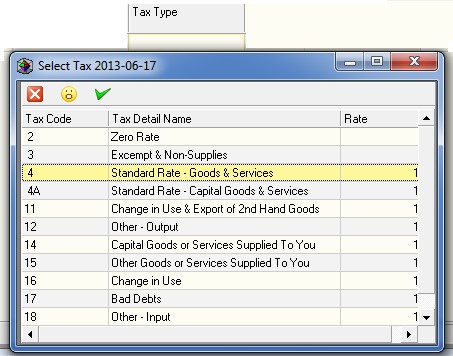 Tax Type
Select Tax 2013-06-17
Tax Code Tax Detail Name Rate
2 Zero Rate
3 Excempt & Non-Supplies
4 Standard Rate - Goods & Services 1
4A Standard Rate - Capital Goods & Services 1
11 Change in Use & Export of 2nd Hand Goods 1
12 Other - Output 1
14 Capital Goods or Services Supplied To You 1
15 Other Goods or Services Supplied To You 1
16 Change in Use 1
17 Bad Debts 1
18 Other - Input 1